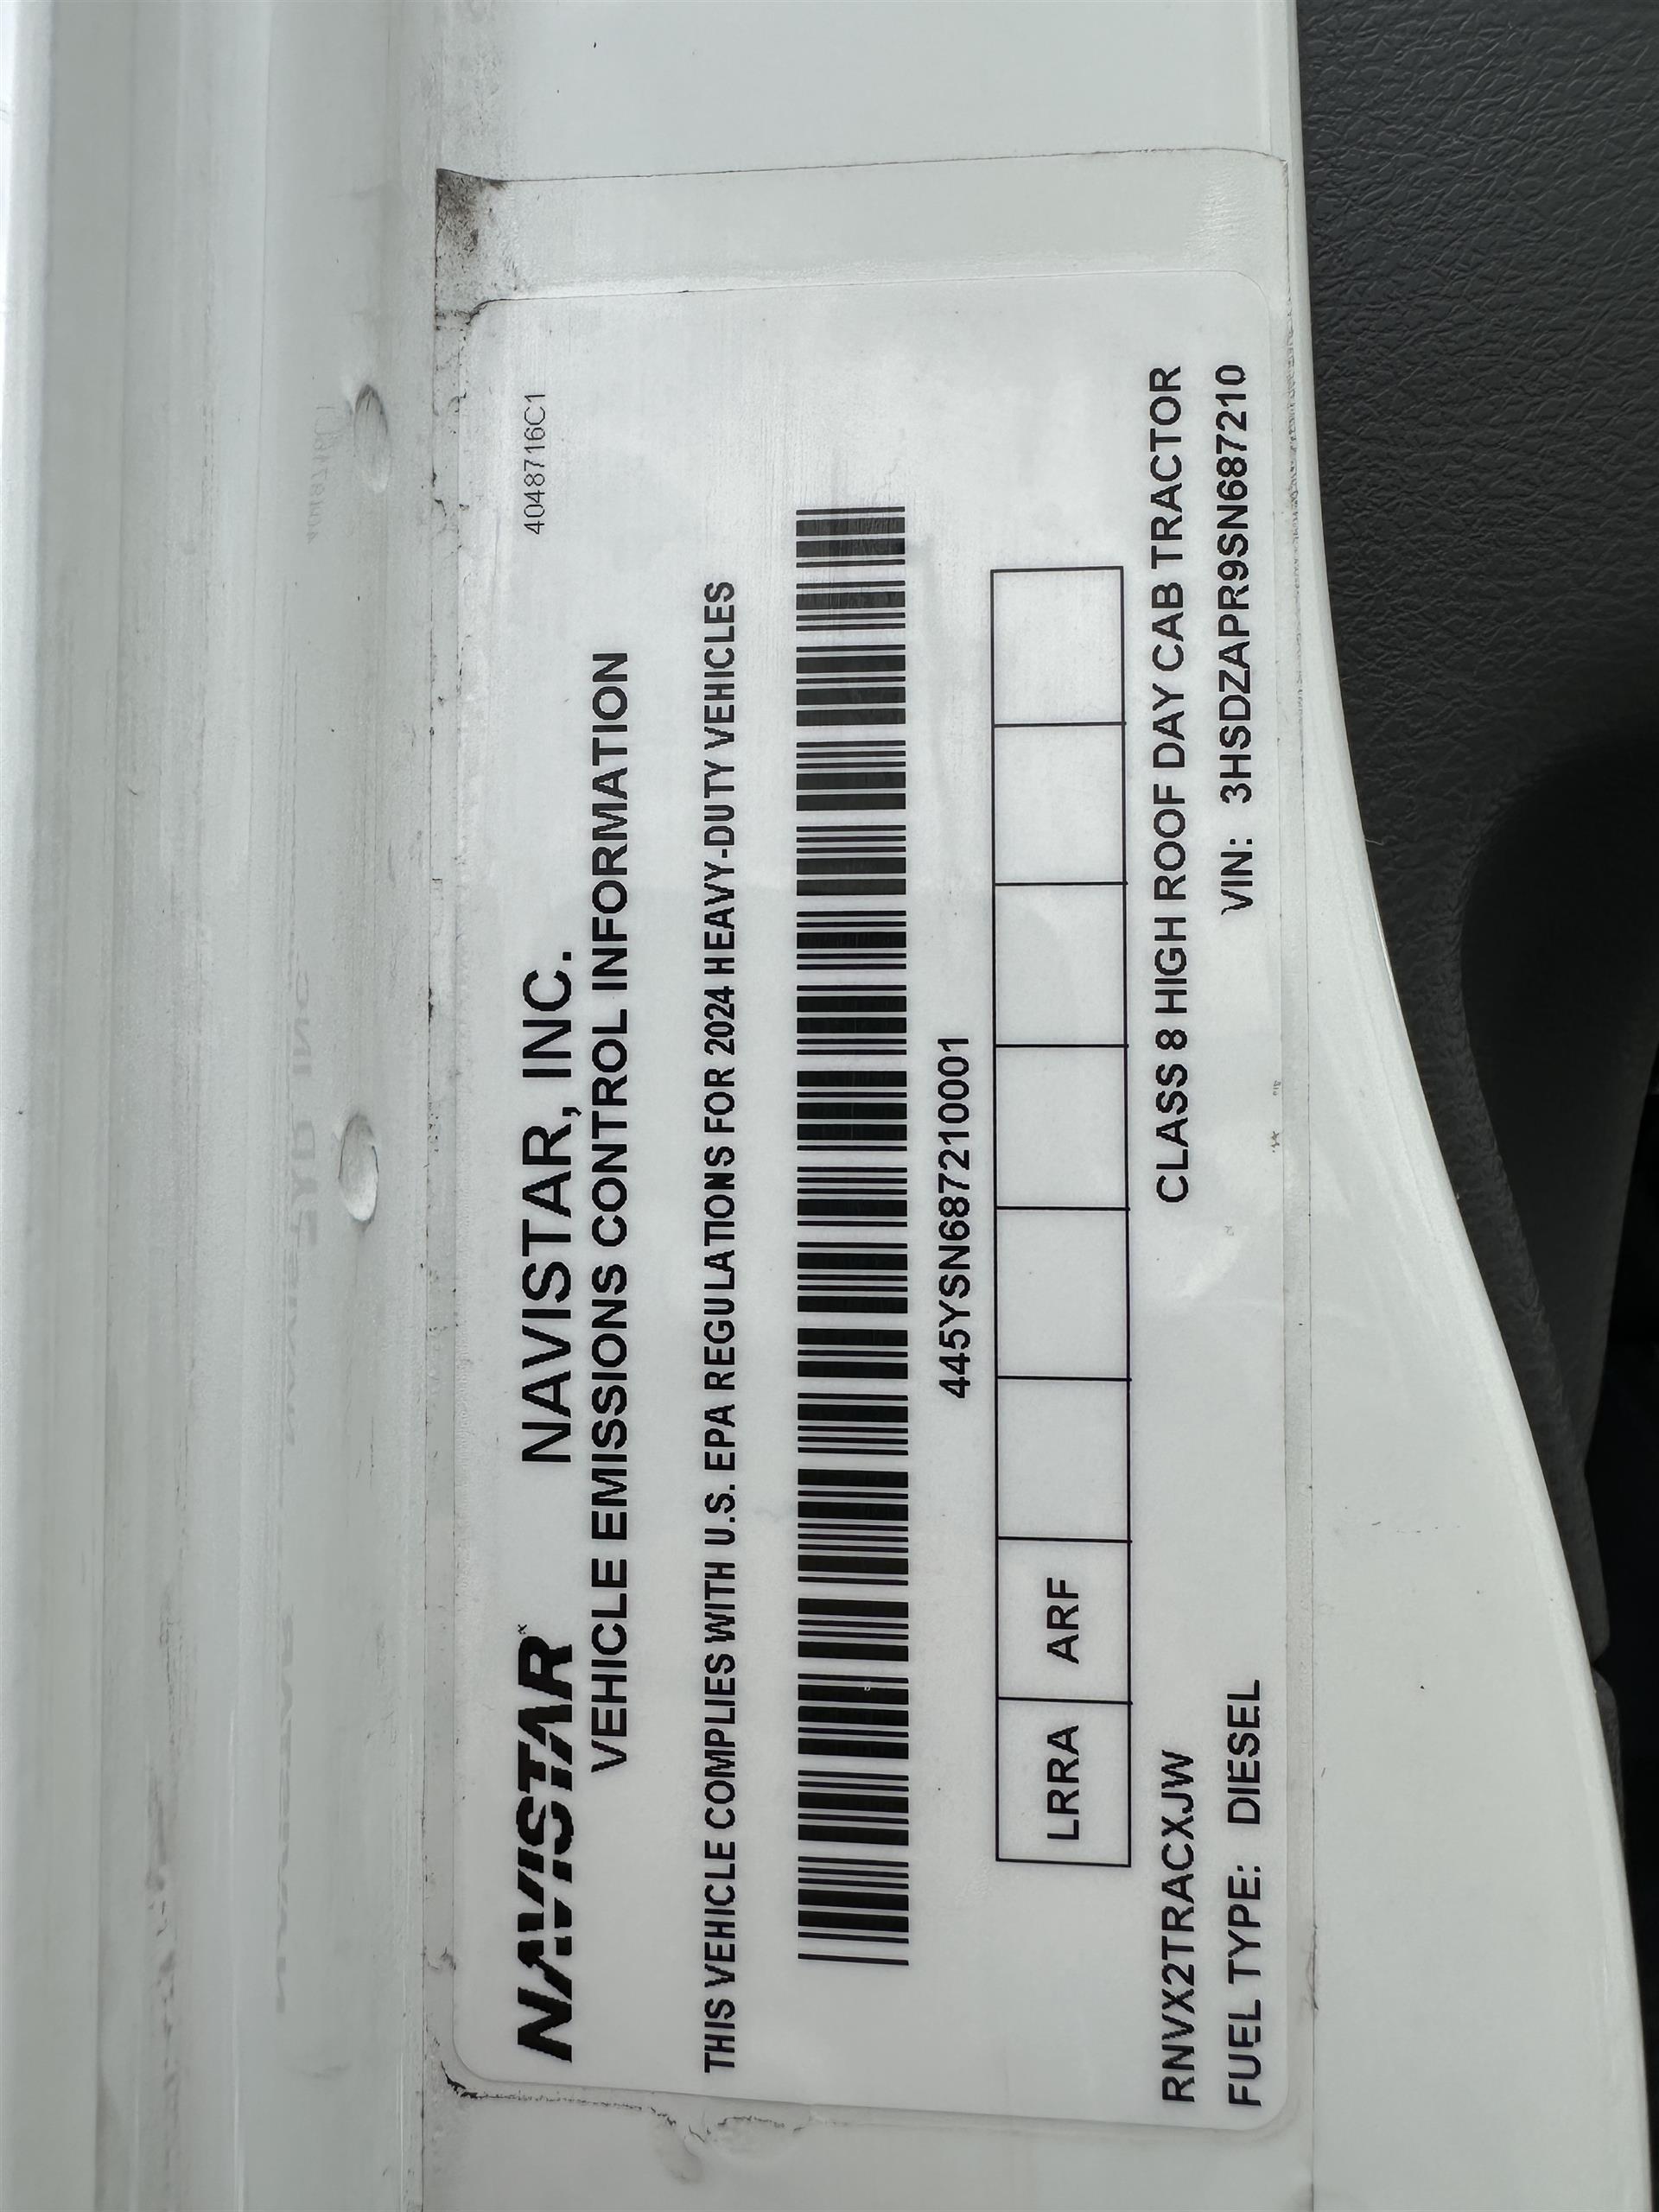 4048716C1
NAVISTAR NAVISTAR, INC.
VEHICLE EMISSIONS CONTROL INFORMATION
THIS VEHICLE COMPLIES WITH U.S. EPA REGULATIONS FOR 2024 HEAVY-DUTY VEHICLES
445YSN687210001
LRRA ARF
RNVX2TRACXJW CLASS 8 HIGH ROOF DAY CAB TRACTOR
FUEL TYPE: DIESEL VIN: 3HSDZAPR9SN687210